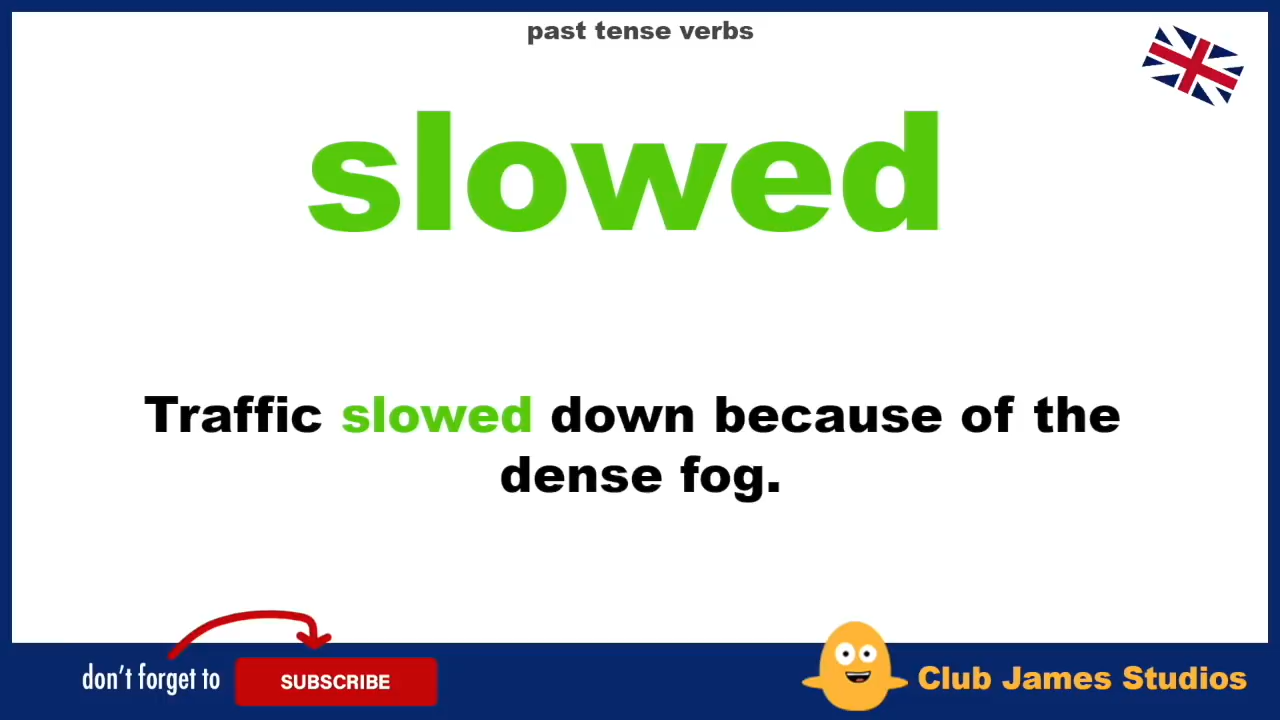 past tense verbs
slowed
Traffic slowed down because of the
dense fog.
don't forget to
SUBSCRIBE
Club James Studios